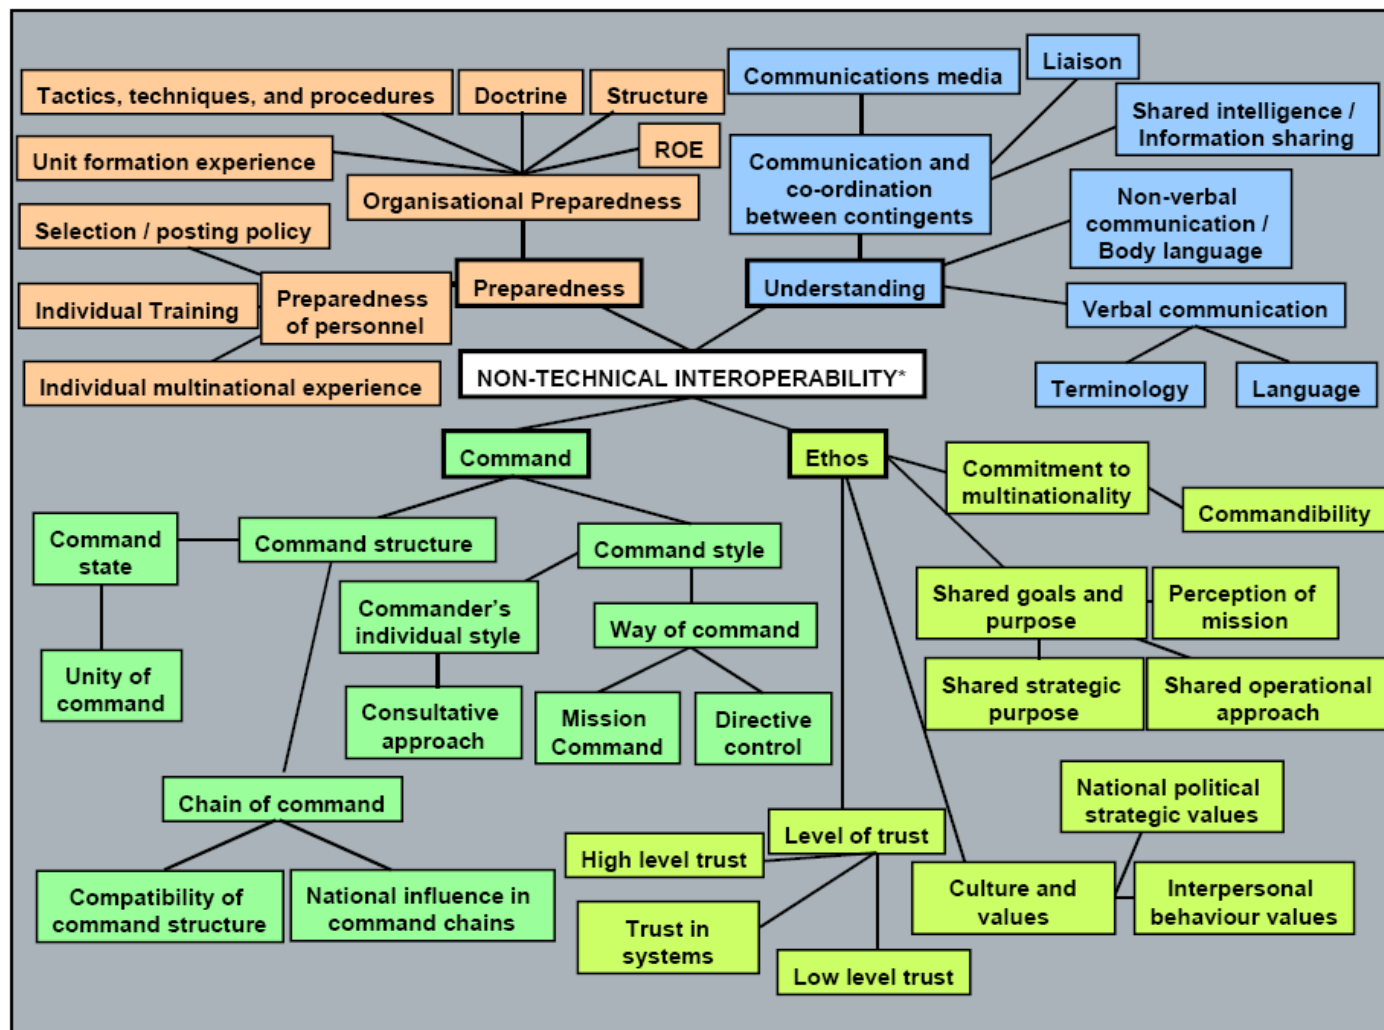 Tactics, techniques, and procedures
Doctrine
Structure
ROE
Unit formation experience
Organisational Preparedness
Selection / posting policy
Individual Training
Individual multinational experience
Preparedness
of personnel
Preparedness
Communications media
Liaison
Shared intelligence /
Information sharing
Communication and
co-ordination
between contingents
Non-verbal
communication /
Body language
Understanding
Verbal communication
Terminology
Language
NON-TECHNICAL INTEROPERABILITY*
Command
Command
state
Command structure
Command style
Unity of
command
Commander’s
individual style
Way of command
Consultative
approach
Mission
Command
Directive
control
Chain of command
Compatibility of
command structure
National influence in
command chains
Ethos
Commitment to
multinationality
Commandibility
Shared goals and
purpose
Perception of
mission
Shared strategic
purpose
Shared operational
approach
Level of trust
High level trust
Trust in
systems
Low level trust
Culture and
values
National political
strategic values
Interpersonal
behaviour values